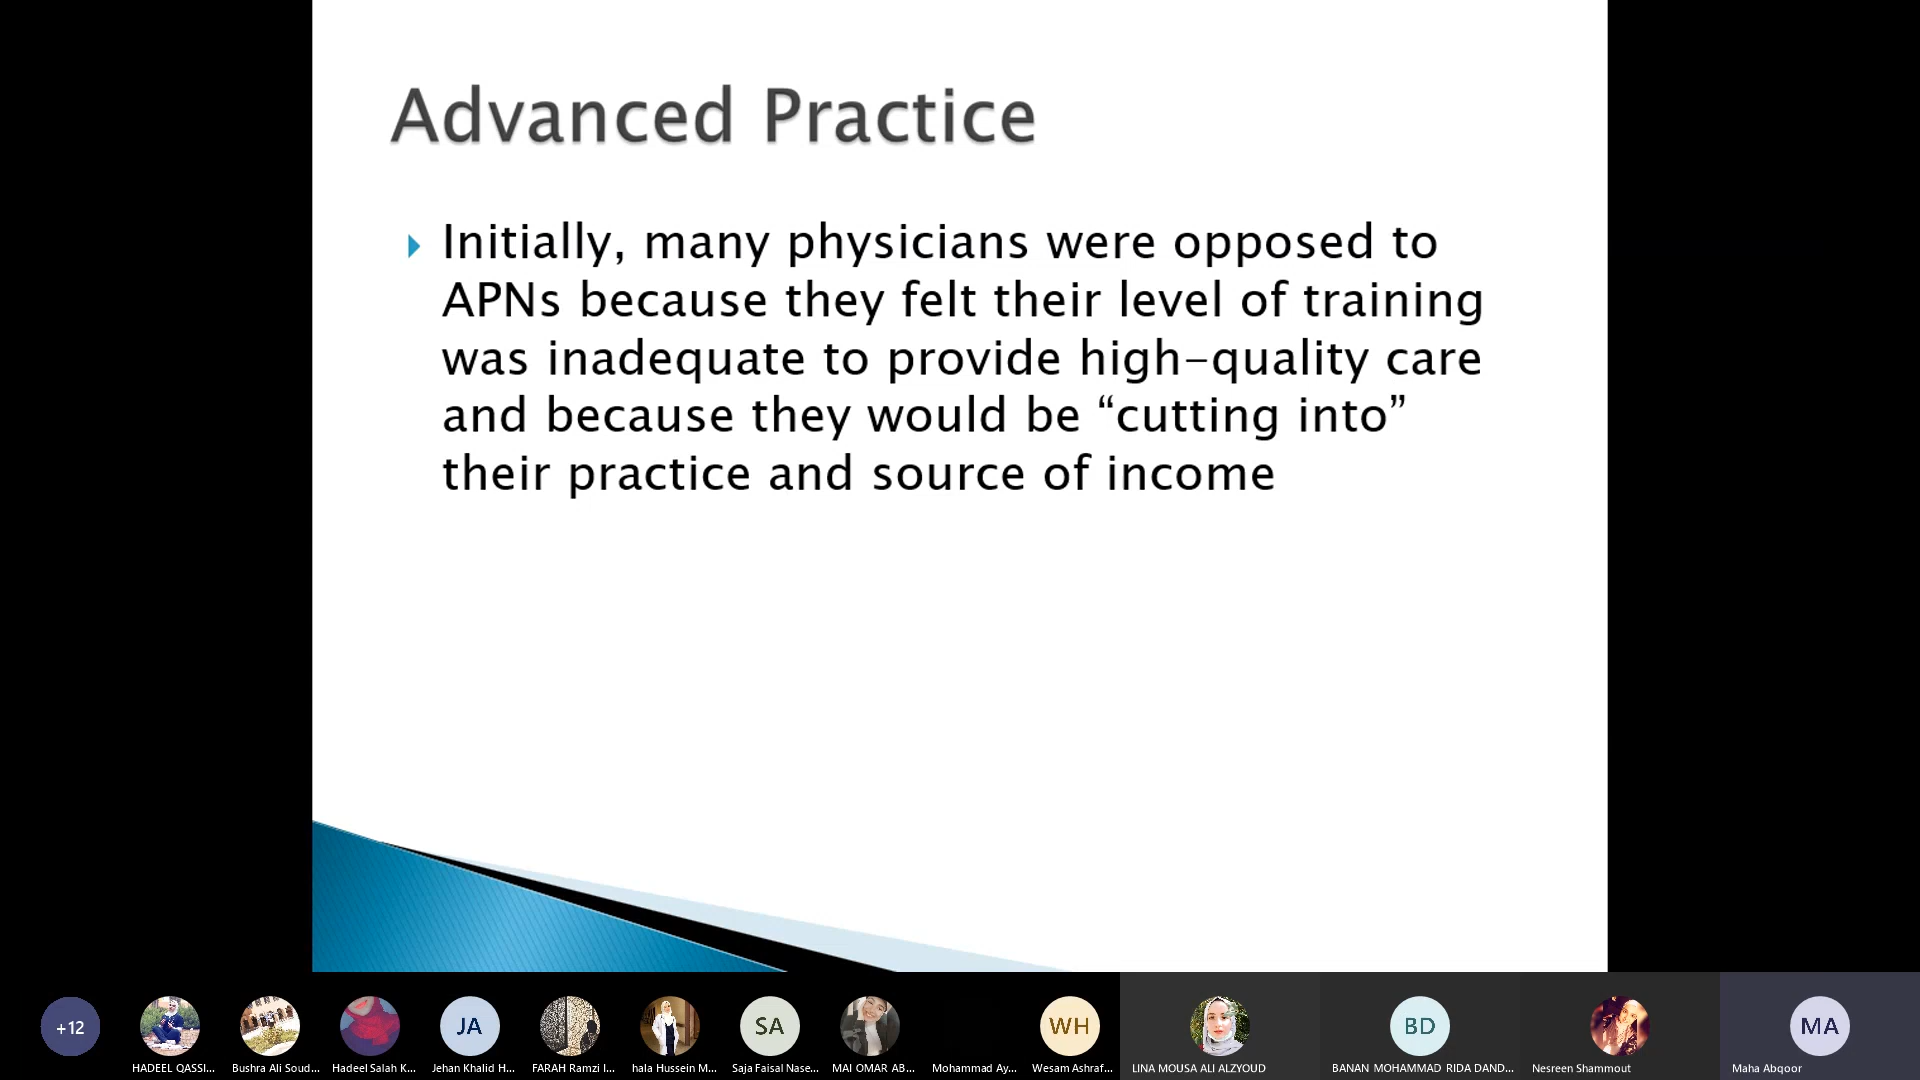 Advanced Practice
Initially, many physicians were opposed to
APNs because they felt their level of training
was inadequate to provide high-quality care
and because they would be “cutting into”
their practice and source of income
+12
JA
SA
WH
BD
MA
HADEEL QASSI...
Bushra Ali Soud...
Hadeel Salah K...
Jehan Khalid H...
FARAH Ramzi I...
hala Hussein M...
Saja Faisal Nase...
MAI OMAR AB...
Mohammad Ay...
Wesam Ashraf...
LINA MOUSA ALI ALZYOUD
BANAN MOHAMMAD RIDA DAND...
Nesreen Shammout
Maha Abqoor